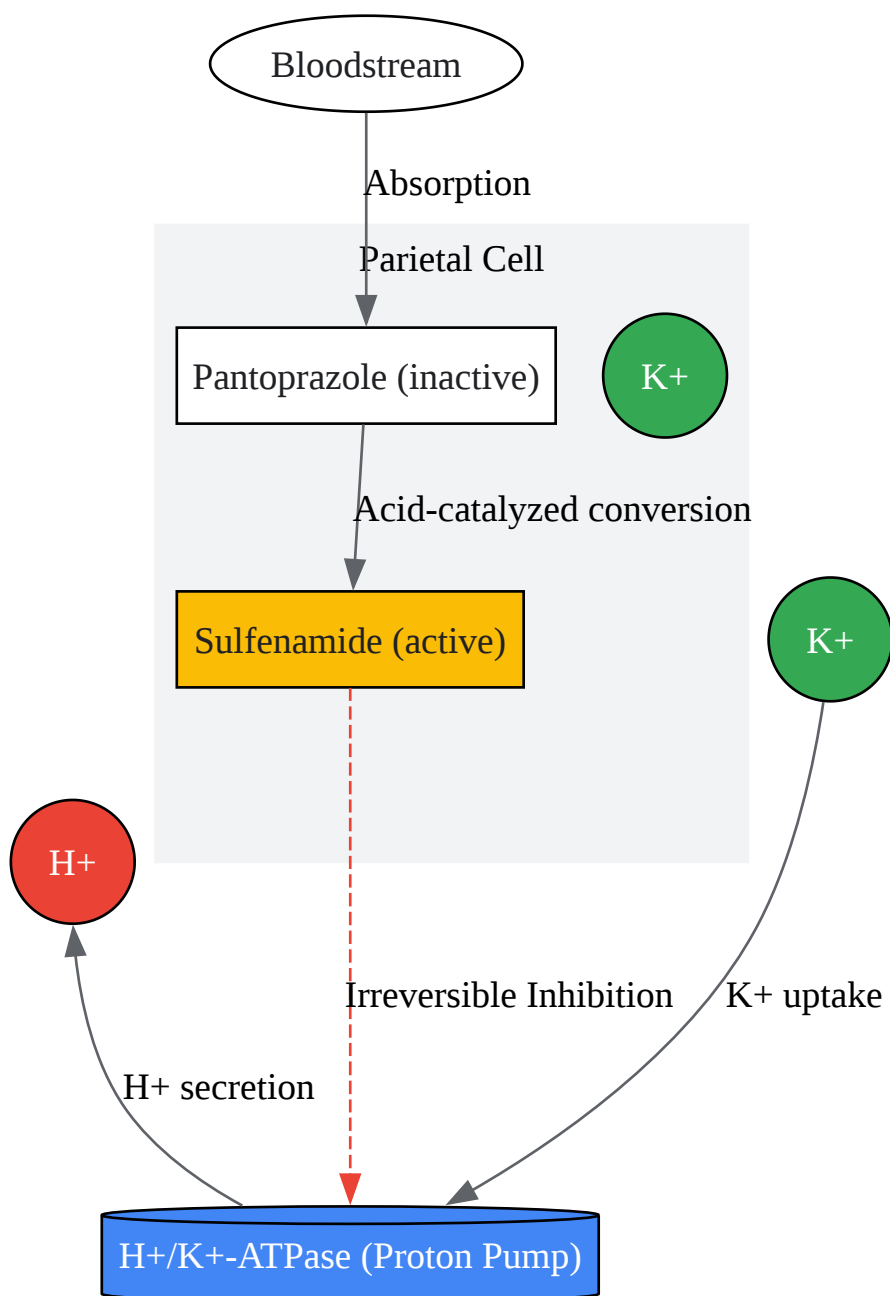 Bloodstream
Absorption
Parietal Cell
Pantoprazole (inactive)
K+
Acid-catalyzed conversion
Sulfenamide (active)
K+
H+
Irreversible Inhibition
K+ uptake
H+ secretion
H+/K+-ATPase (Proton Pump)